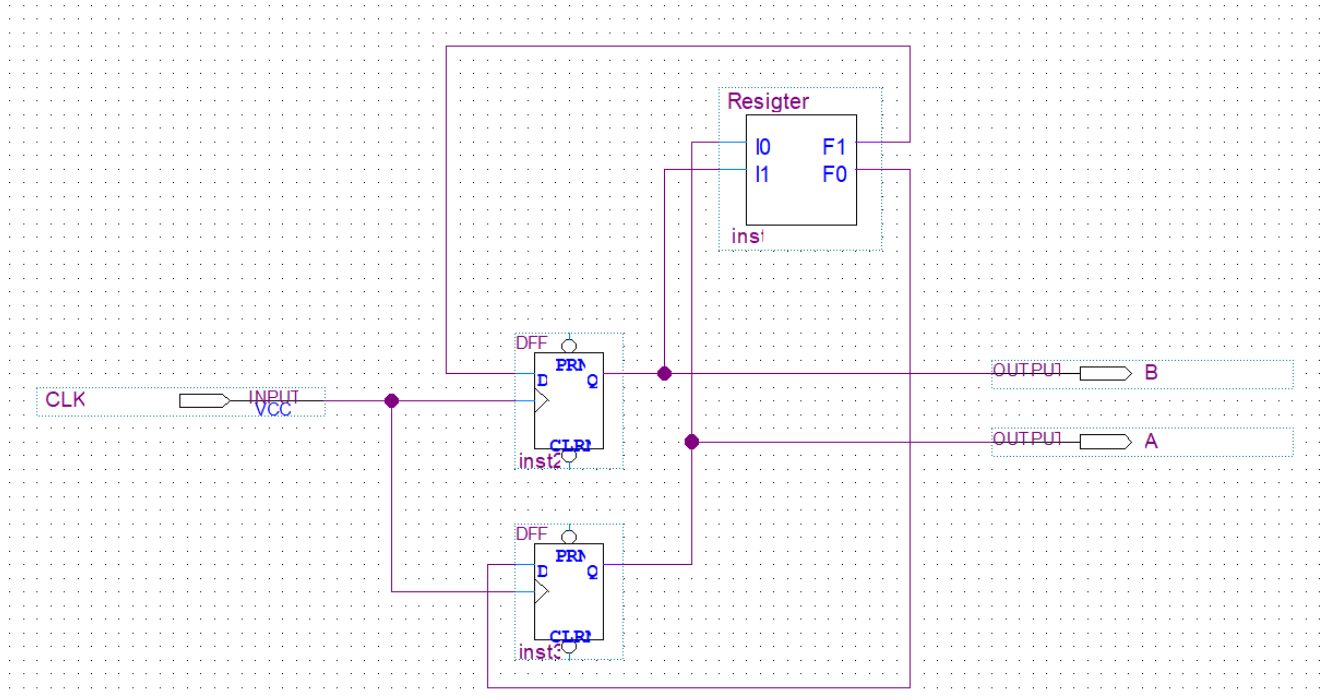 Resigter
I0 F1
I1 F0
inst
DFF
PRN
D Q
CLRN
inst2
OUTPUT B
CLK INPUT
VCC
OUTPUT A
DFF
PRN
D Q
CLRN
inst3